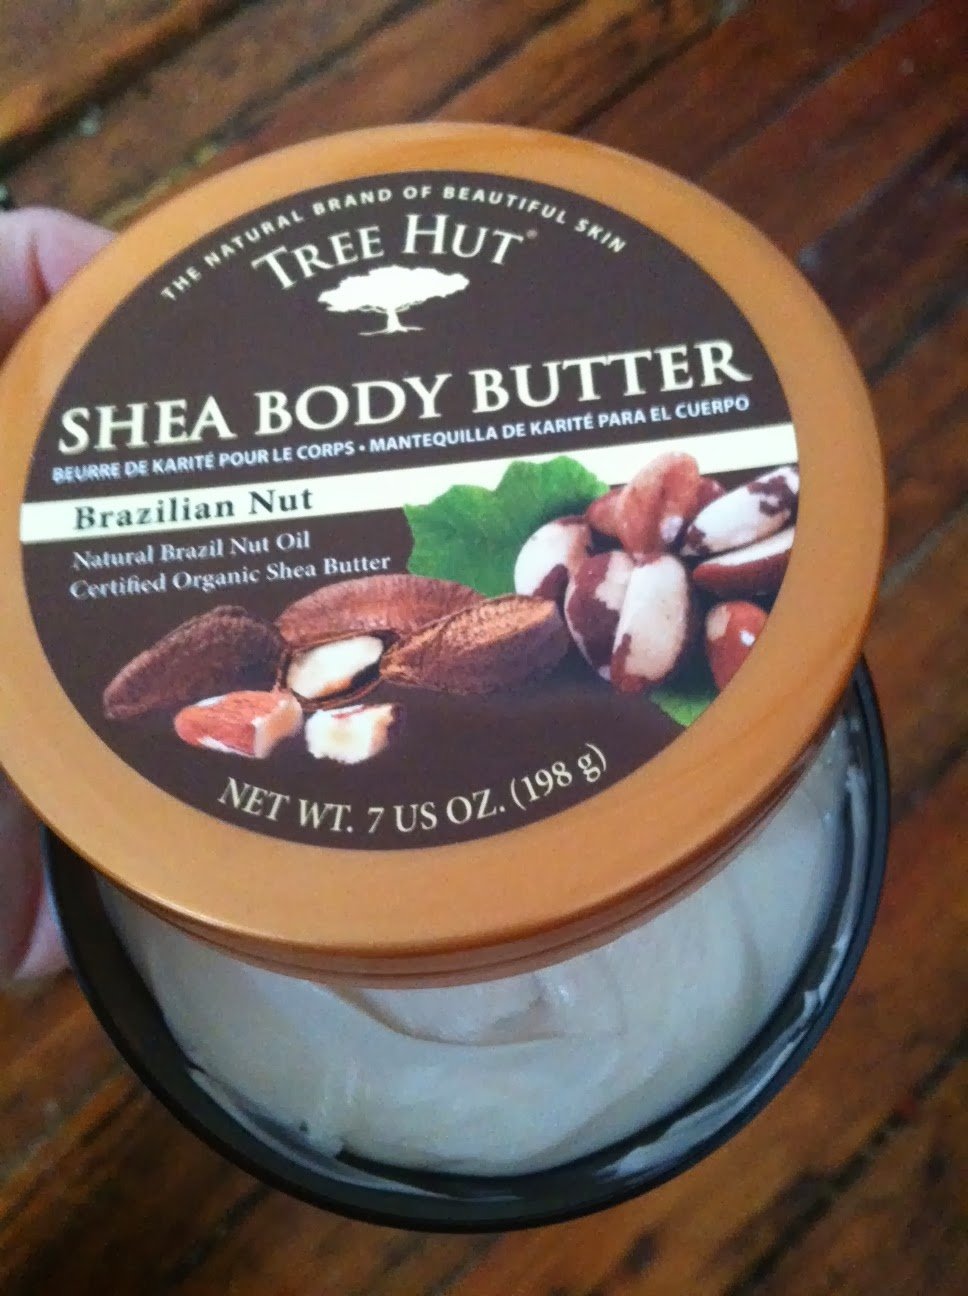 THE NATURAL BRAND OF BEAUTIFUL SKIN
TREE HUT®
SHEA BODY BUTTER
BEURRE DE KARITÉ POUR LE CORPS • MANTEQUILLA DE KARITÉ PARA EL CUERPO
Brazilian Nut
Natural Brazil Nut Oil
Certified Organic Shea Butter
NET WT. 7 US OZ. (198 g)